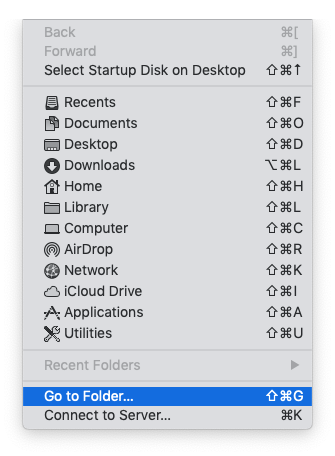 Back ⌘[
Forward ⌘]
Select Startup Disk on Desktop ⇧⌘↑
Recents ⇧⌘F
Documents ⇧⌘O
Desktop ⇧⌘D
Downloads ⌥⌘L
Home ⇧⌘H
Library ⇧⌘L
Computer ⇧⌘C
AirDrop ⇧⌘R
Network ⇧⌘K
iCloud Drive ⇧⌘I
Applications ⇧⌘A
Utilities ⇧⌘U
Recent Folders ▶
Go to Folder... ⇧⌘G
Connect to Server... ⌘K